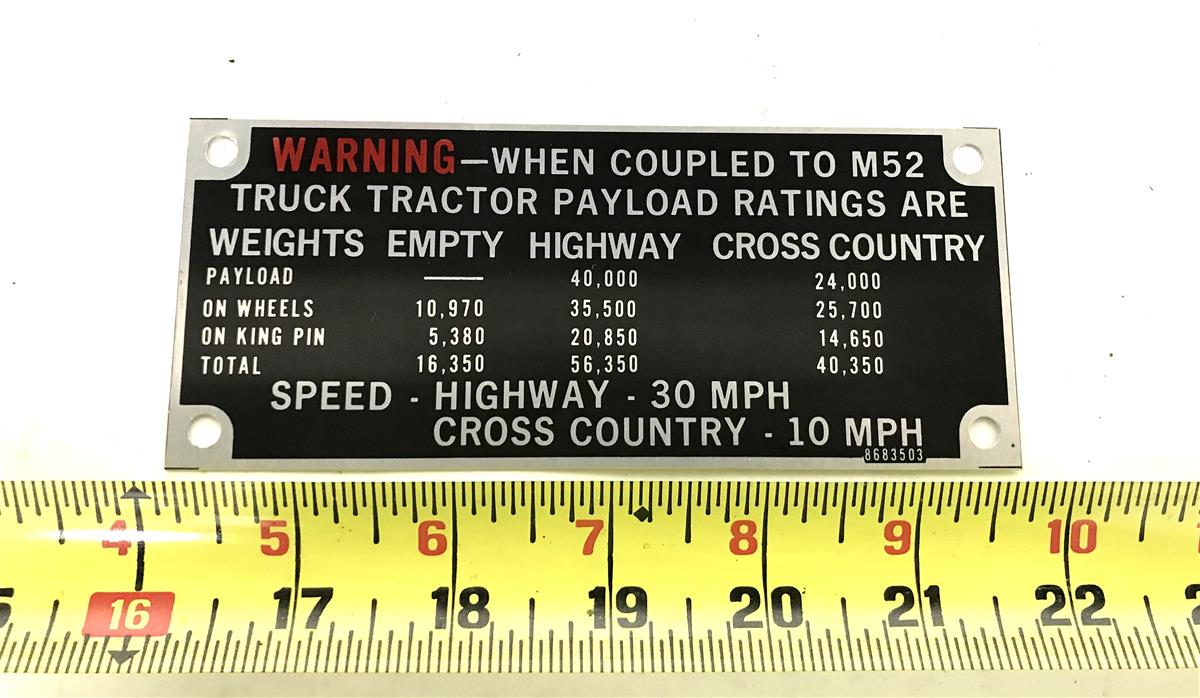 WARNING—WHEN COUPLED TO M52
TRUCK TRACTOR PAYLOAD RATINGS ARE
WEIGHTS EMPTY HIGHWAY CROSS COUNTRY
PAYLOAD —— 40,000 24,000
ON WHEELS 10,970 35,500 25,700
ON KING PIN 5,380 20,850 14,650
TOTAL 16,350 56,350 40,350
SPEED - HIGHWAY - 30 MPH
CROSS COUNTRY - 10 MPH
8683503
4 5 6 7 8 9 10
16 17 18 19 20 21 22